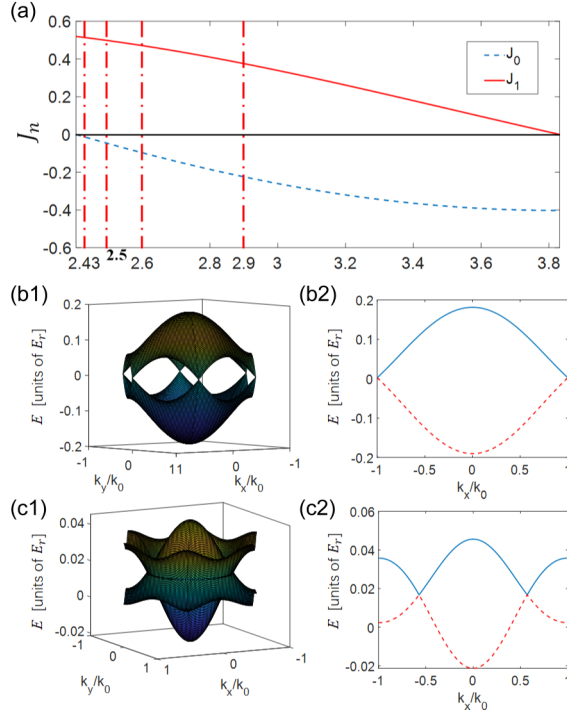 (a)
0.6
0.4
0.2
0
-0.2
-0.4
-0.6
J_n
J_0
J_1
2.43 2.5 2.6 2.8 2.9 3 3.2 3.4 3.6 3.8
(b1)
0.2
0.1
0
-0.1
-0.2
E [units of E_r]
-1 0 1 1 0 -1
k_y/k_0 k_x/k_0
(b2)
0.2
0.1
0
-0.1
-0.2
E [units of E_r]
-1 -0.5 0 0.5 1
k_x/k_0
(c1)
0.04
0.02
0
-0.02
E [units of E_r]
-1 0 1 1 0 -1
k_y/k_0 k_x/k_0
(c2)
0.06
0.04
0.02
0
-0.02
E [units of E_r]
-1 -0.5 0 0.5 1
k_x/k_0